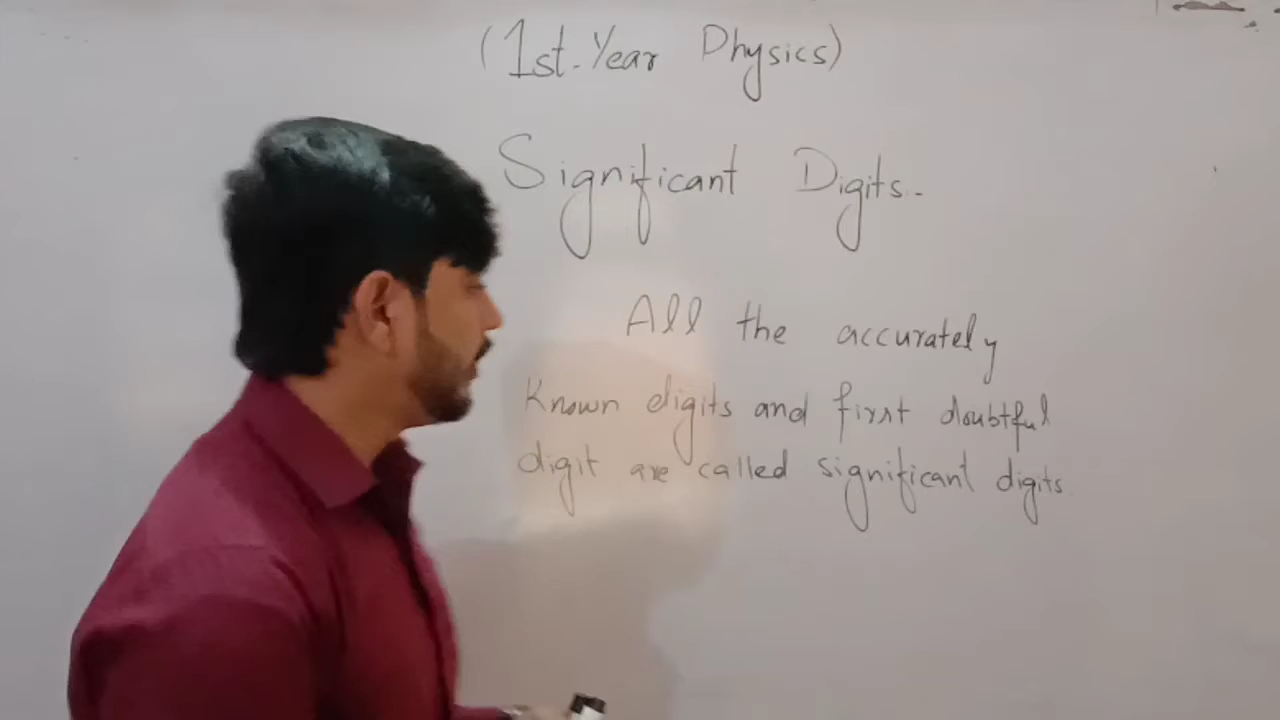 (1st-Year Physics)
Significant Digits.-
All the accurately
Known digits and first doubtful
digit are called significant digits